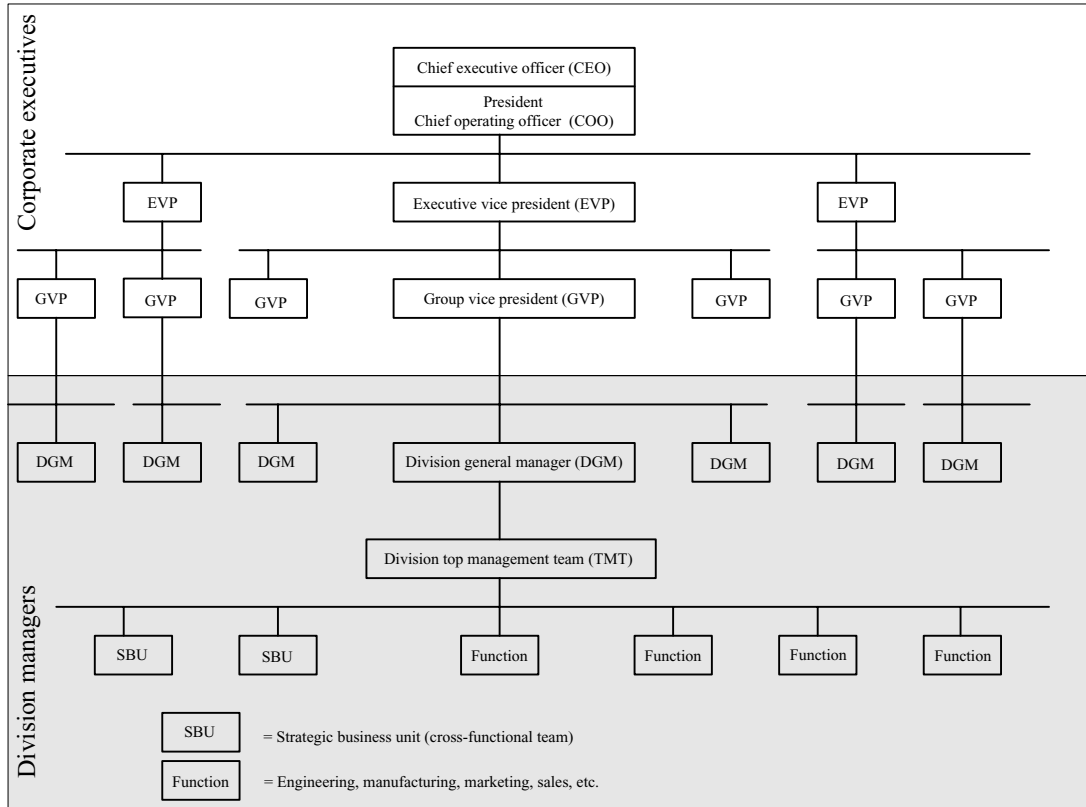 Corporate executives
Chief executive officer (CEO)
President
Chief operating officer (COO)
EVP
Executive vice president (EVP)
EVP
GVP
GVP
GVP
Group vice president (GVP)
GVP
GVP
GVP
Division managers
DGM
DGM
DGM
Division general manager (DGM)
DGM
DGM
DGM
Division top management team (TMT)
SBU
SBU
Function
Function
Function
Function
SBU
= Strategic business unit (cross-functional team)
Function
= Engineering, manufacturing, marketing, sales, etc.